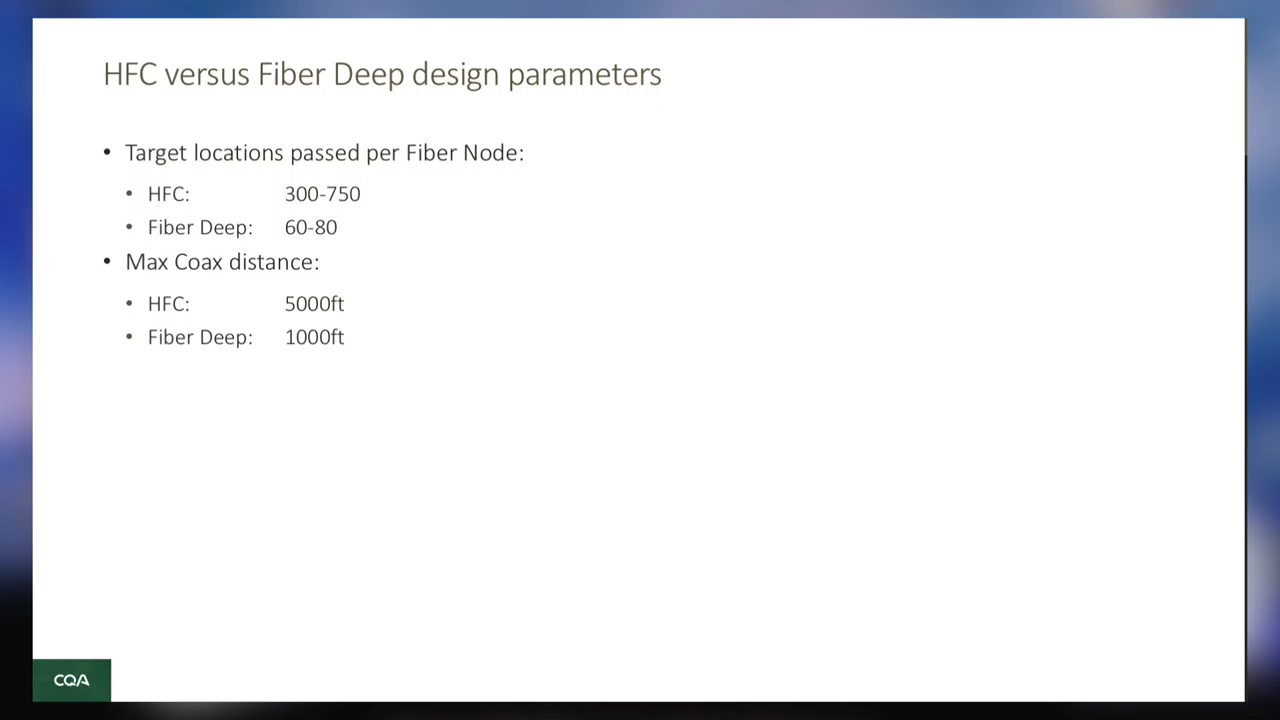 HFC versus Fiber Deep design parameters
• Target locations passed per Fiber Node:
• HFC: 300-750
• Fiber Deep: 60-80
• Max Coax distance:
• HFC: 5000ft
• Fiber Deep: 1000ft
CQA